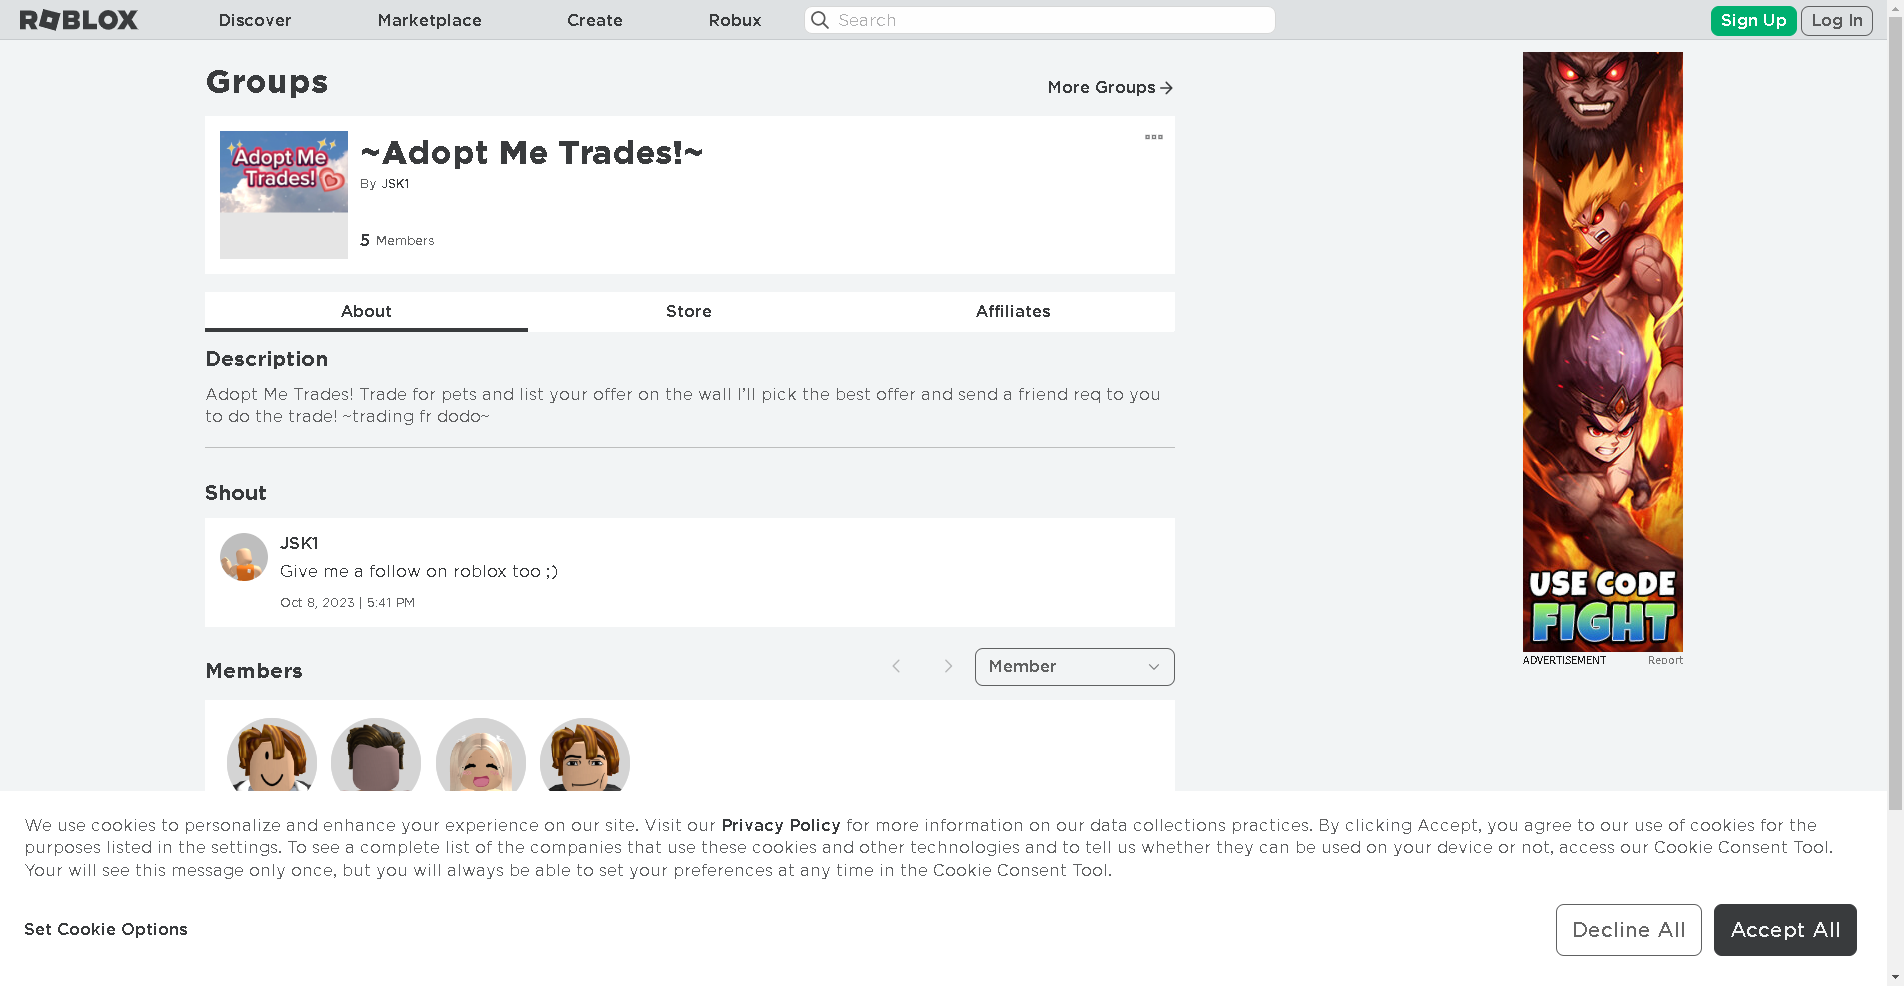 ROBLOX Discover Marketplace Create Robux Search Sign Up Log In
Groups
More Groups
Adopt Me
Trades!
~Adopt Me Trades!~
By JSK1
5 Members
About Store Affiliates
Description
Adopt Me Trades! Trade for pets and list your offer on the wall I'll pick the best offer and send a friend req to you
to do the trade! ~trading fr dodo~
Shout
JSK1
Give me a follow on roblox too ;)
Oct 8, 2023 | 5:41 PM
Members
Member
USE CODE
FIGHT
ADVERTISEMENT Report
We use cookies to personalize and enhance your experience on our site. Visit our Privacy Policy for more information on our data collections practices. By clicking Accept, you agree to our use of cookies for the
purposes listed in the settings. To see a complete list of the companies that use these cookies and other technologies and to tell us whether they can be used on your device or not, access our Cookie Consent Tool.
Your will see this message only once, but you will always be able to set your preferences at any time in the Cookie Consent Tool.
Set Cookie Options
Decline All
Accept All